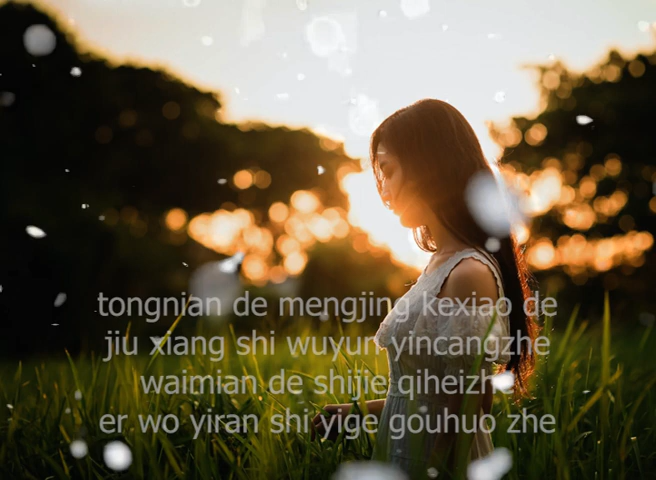 tongnian de mengjing kexiao de
jiu xiang shi wuyun yincangzhe
waimian de shijie qiheizhe
er wo yiran shi yige gouhuo zhe